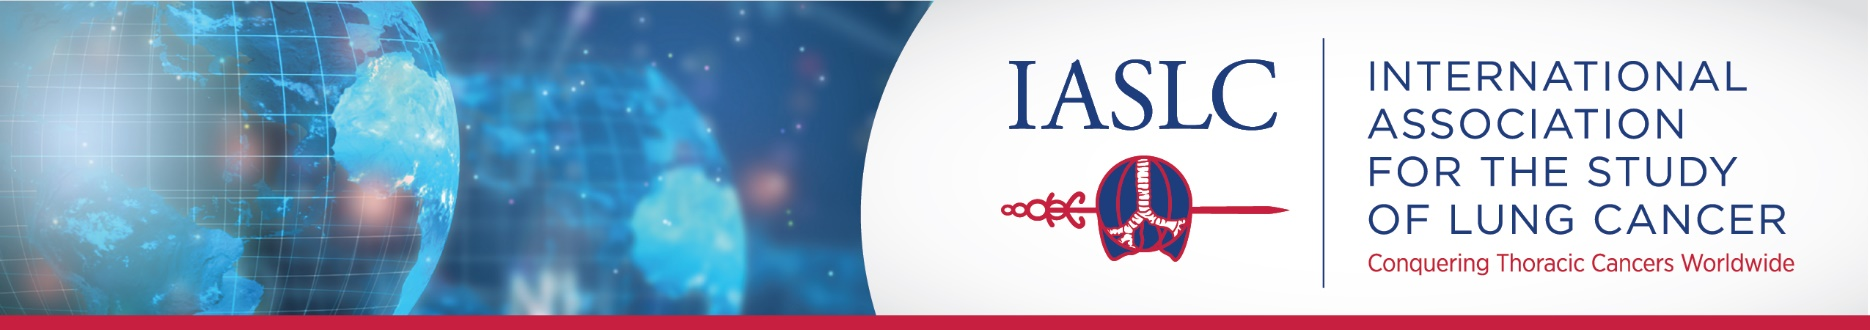 IASLC
INTERNATIONAL
ASSOCIATION
FOR THE STUDY
OF LUNG CANCER
Conquering Thoracic Cancers Worldwide